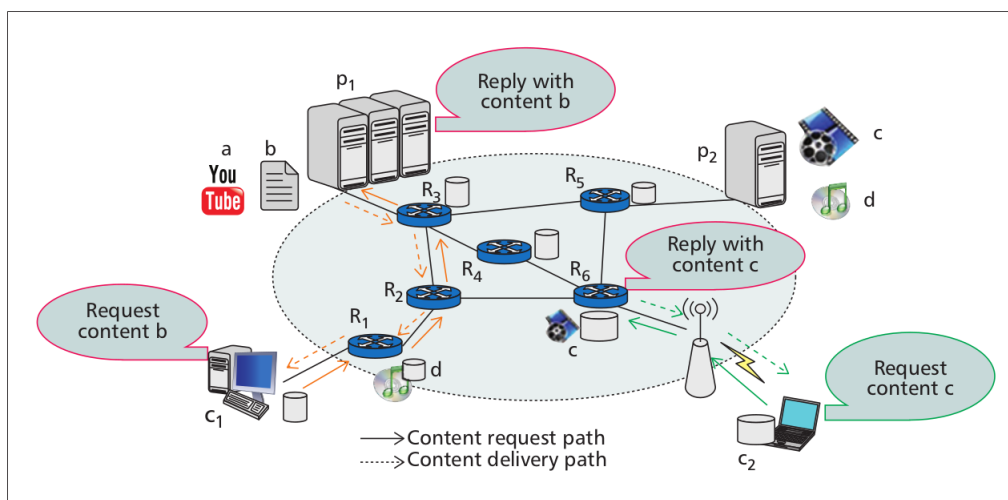 p1
Reply with
content b
a
b
You
Tube
R3
R5
p2
c
d
R4
R6
Reply with
content c
R2
Request
content b
R1
c
d
c1
Request
content c
c2
Content request path
Content delivery path